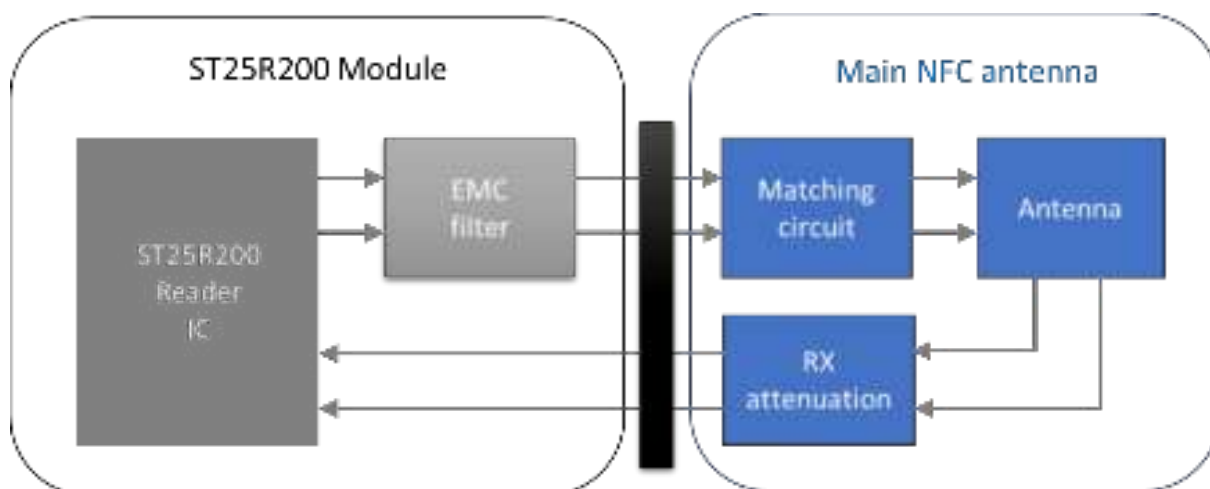 ST25R200 Module
Main NFC antenna
EMC
filter
Matching
circuit
Antenna
ST25R200
Reader
IC
RX
attenuation